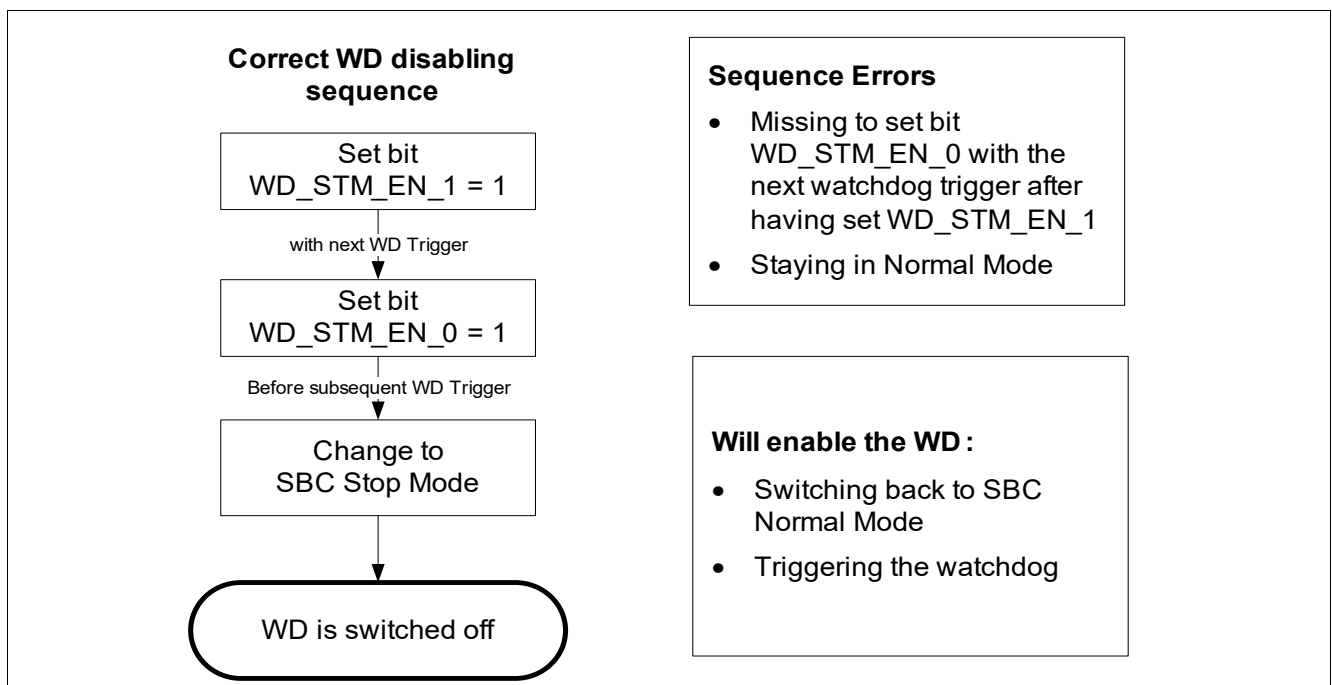 Correct WD disabling
sequence
Set bit
WD_STM_EN_1 = 1
with next WD Trigger
Set bit
WD_STM_EN_0 = 1
Before subsequent WD Trigger
Change to
SBC Stop Mode
WD is switched off
Sequence Errors
• Missing to set bit
WD_STM_EN_0 with the
next watchdog trigger after
having set WD_STM_EN_1
• Staying in Normal Mode
Will enable the WD :
• Switching back to SBC
Normal Mode
• Triggering the watchdog